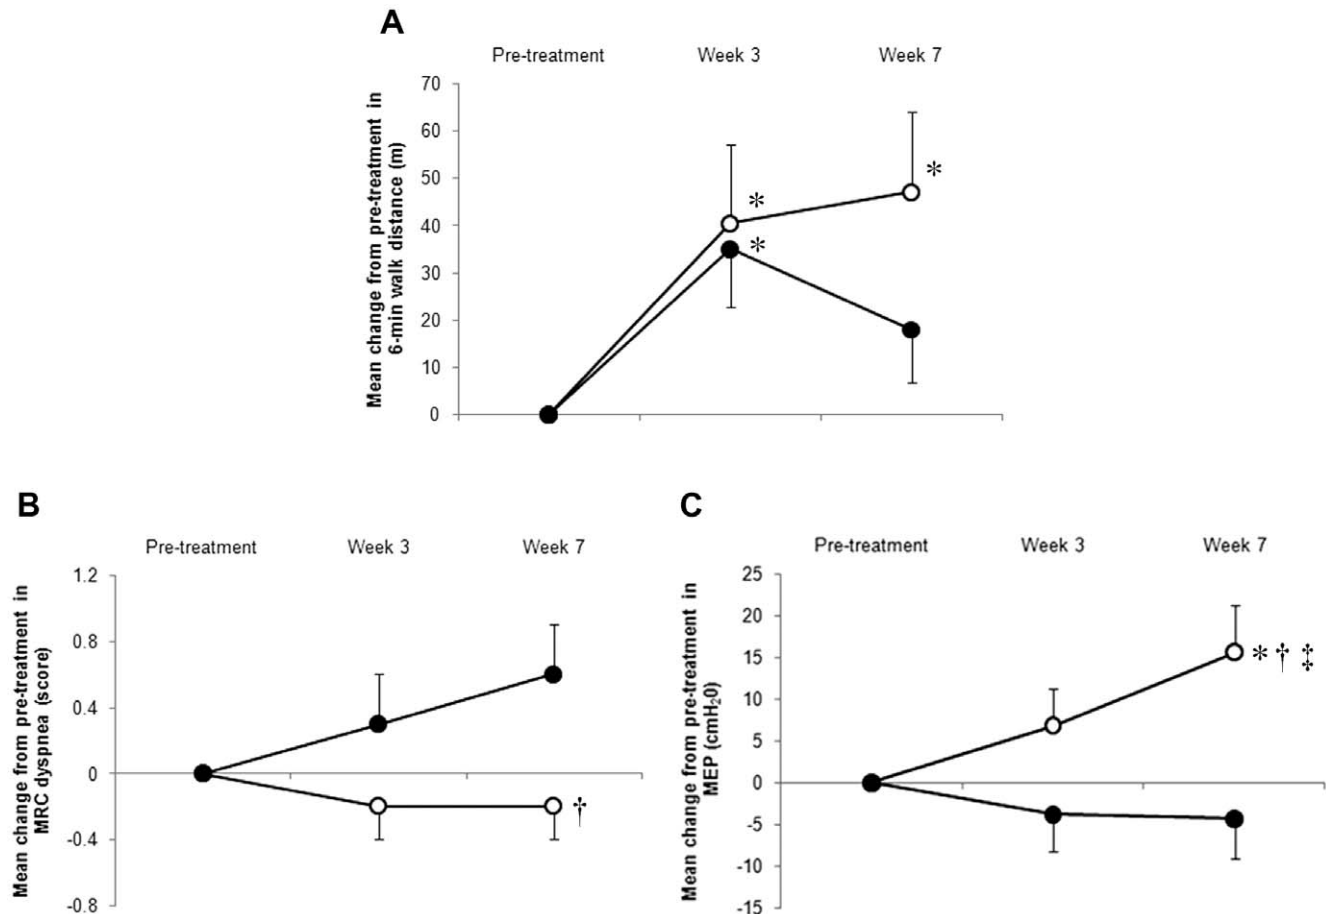 A
Pre-treatment Week 3 Week 7
Mean change from pre-treatment in
6-min walk distance (m)
70
60
50
40
30
20
10
0
*
*
*
B
Pre-treatment Week 3 Week 7
Mean change from pre-treatment in
MRC dyspnea (score)
1.2
0.8
0.4
0
-0.4
-0.8
†
C
Pre-treatment Week 3 Week 7
Mean change from pre-treatment in
MEP (cmH₂0)
25
20
15
10
5
0
-5
-10
-15
* † ‡